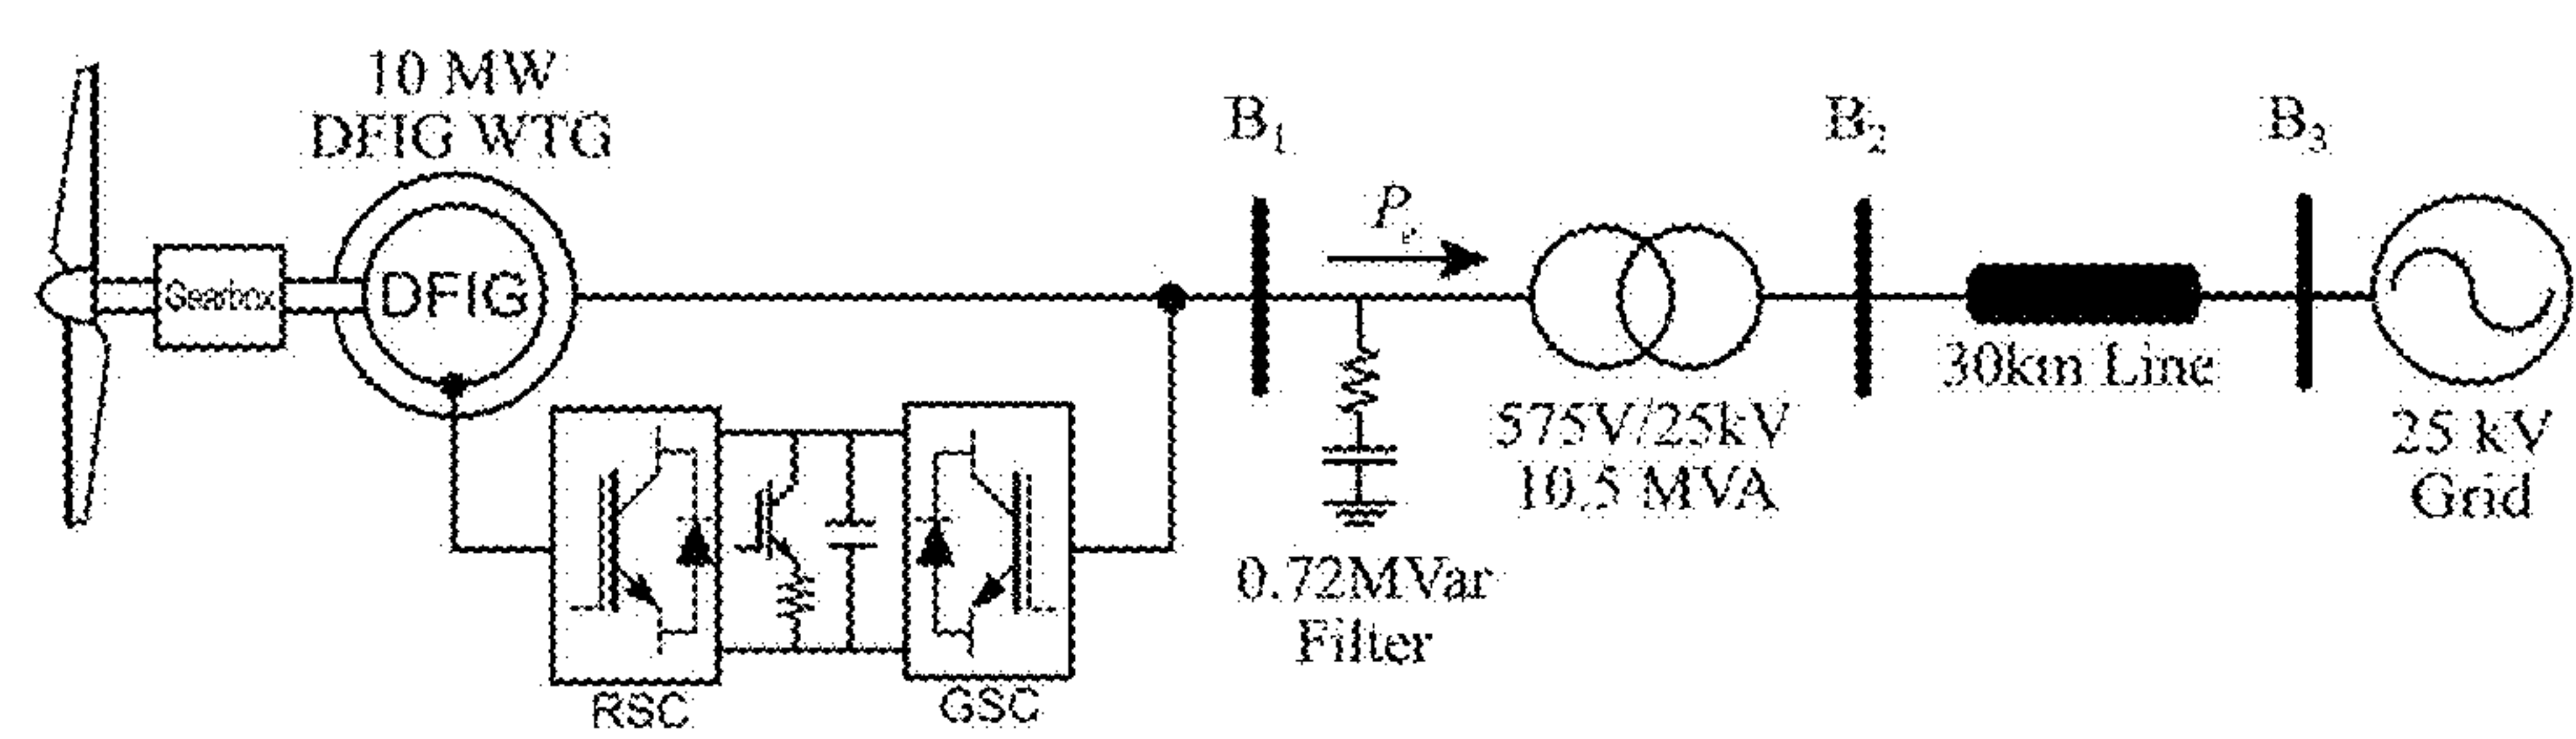 10 MW
DFIG WTG
Gearbox
DFIG
RSC
GSC
B₁
Pₑ
0.72MVar
Filter
575V/25kV
10.5 MVA
B₂
30km Line
B₃
25 kV
Grid